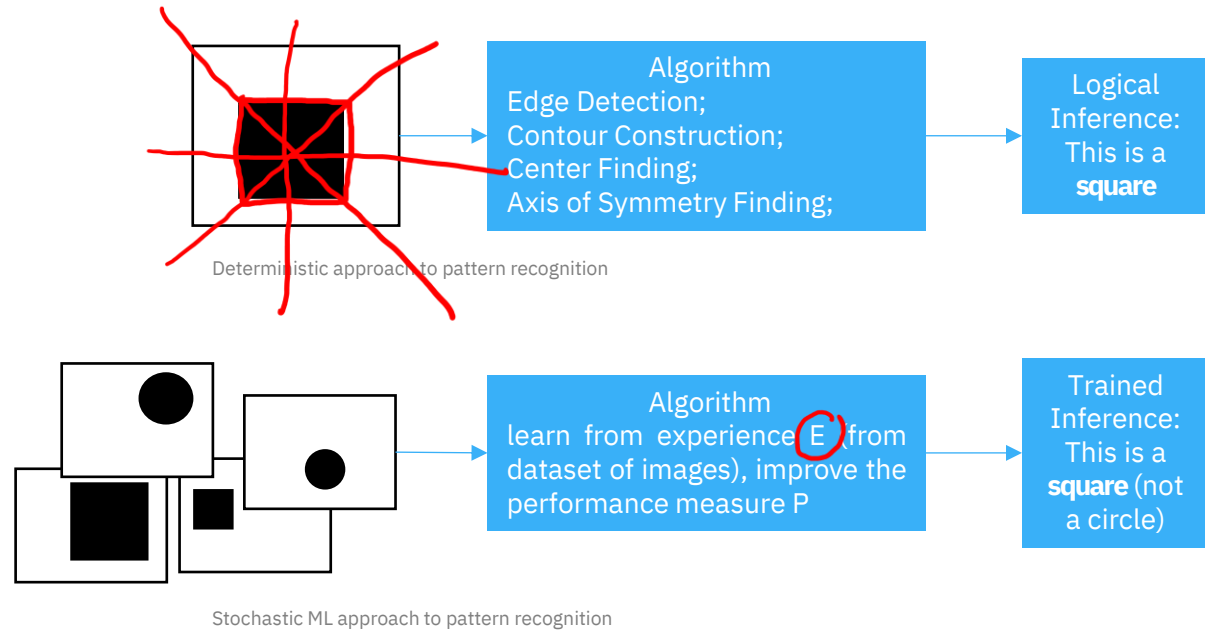 Algorithm
Edge Detection;
Contour Construction;
Center Finding;
Axis of Symmetry Finding;
Logical
Inference:
This is a
square
Deterministic approach to pattern recognition
Algorithm
learn from experience E (from
dataset of images), improve the
performance measure P
Trained
Inference:
This is a
square (not
a circle)
Stochastic ML approach to pattern recognition